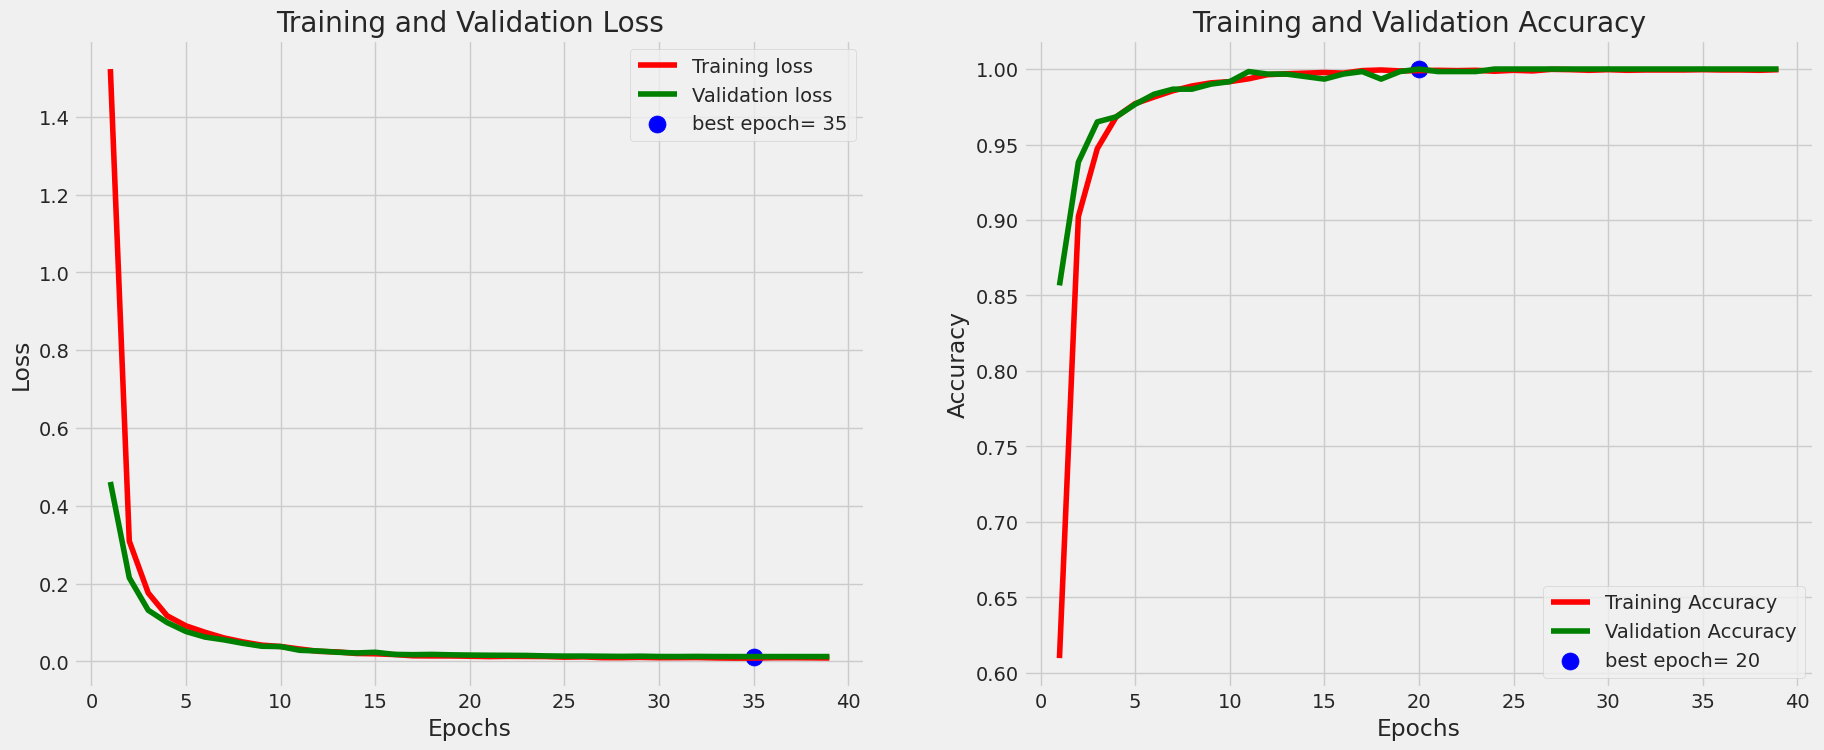 Training and Validation Loss
Training loss
Validation loss
best epoch= 35
1.4
1.2
1.0
0.8
0.6
0.4
0.2
0.0
Loss
0 5 10 15 20 25 30 35 40
Epochs
Training and Validation Accuracy
1.00
0.95
0.90
0.85
0.80
0.75
0.70
0.65
0.60
Accuracy
Training Accuracy
Validation Accuracy
best epoch= 20
0 5 10 15 20 25 30 35 40
Epochs